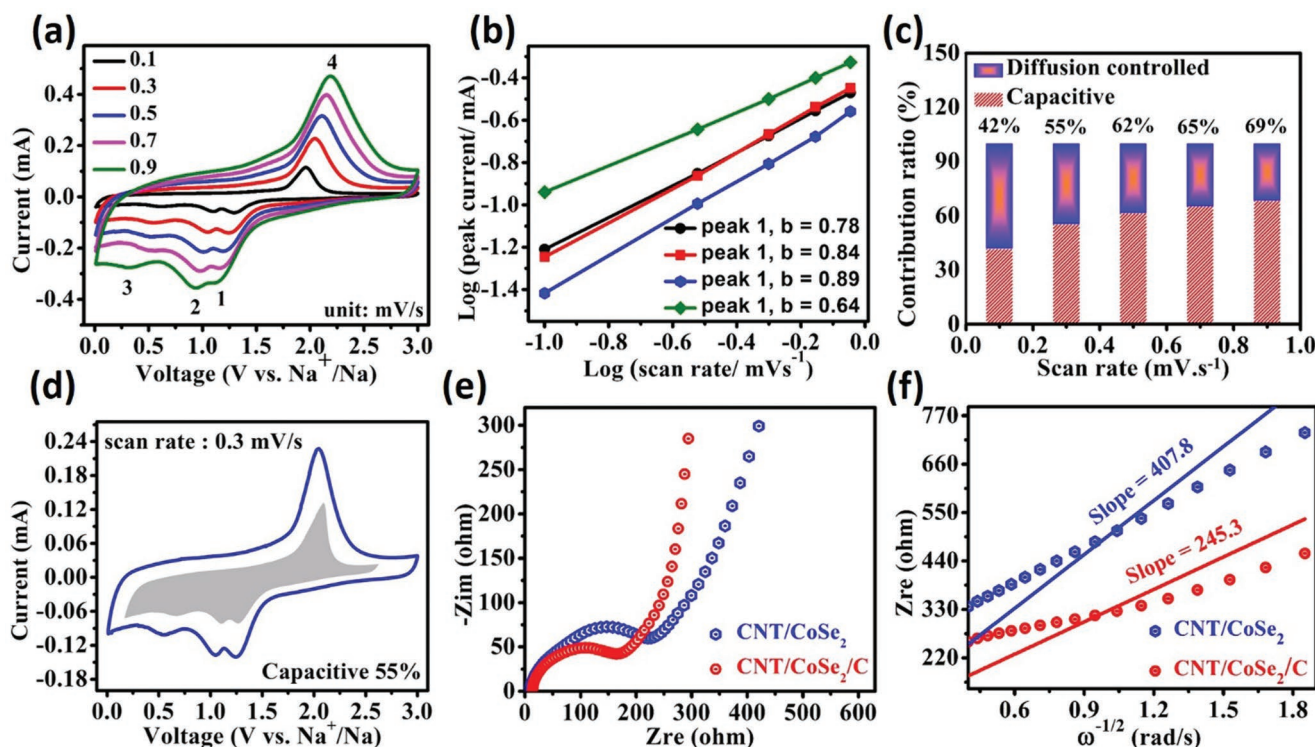 (a)
0.1
0.3
0.5
0.7
0.9
4
3
2
1
unit: mV/s
Current (mA)
0.4
0.2
0.0
-0.2
-0.4
0.0 0.5 1.0 1.5 2.0 2.5 3.0
Voltage (V vs. Na+/Na)
(b)
Log (peak current/ mA)
-0.4
-0.6
-0.8
-1.0
-1.2
-1.4
peak 1, b = 0.78
peak 1, b = 0.84
peak 1, b = 0.89
peak 1, b = 0.64
-1.0 -0.8 -0.6 -0.4 -0.2 0.0
Log (scan rate/ mVs-1)
(c)
Contribution ratio (%)
150
120
90
60
30
0
Diffusion controlled
Capacitive
42% 55% 62% 65% 69%
0.0 0.2 0.4 0.6 0.8 1.0
Scan rate (mV.s-1)
(d)
scan rate : 0.3 mV/s
Current (mA)
0.24
0.18
0.12
0.06
0.00
-0.06
-0.12
-0.18
Capacitive 55%
0.0 0.5 1.0 1.5 2.0 2.5 3.0
Voltage (V vs. Na+/Na)
(e)
-Zim (ohm)
300
250
200
150
100
50
0
CNT/CoSe2
CNT/CoSe2/C
0 100 200 300 400 500 600
Zre (ohm)
(f)
Zre (ohm)
770
660
550
440
330
220
Slope = 407.8
Slope = 245.3
CNT/CoSe2
CNT/CoSe2/C
0.6 0.9 1.2 1.5 1.8
ω-1/2 (rad/s)